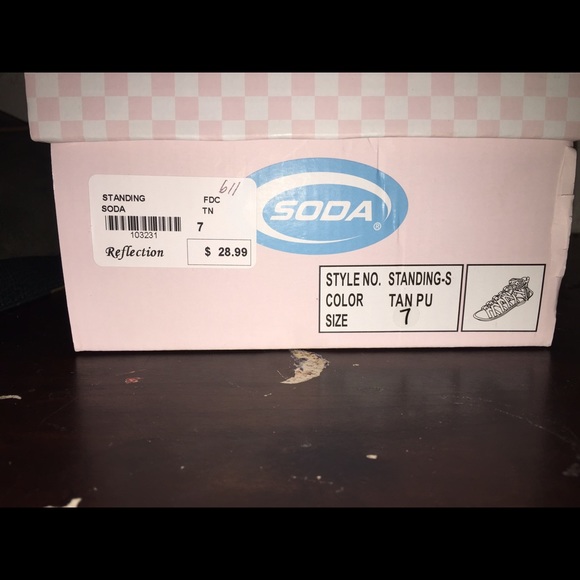 611
STANDING FDC
SODA TN
7
103231
Reflection $ 28.99
SODA®
STYLE NO. STANDING-S
COLOR TAN PU
SIZE 7